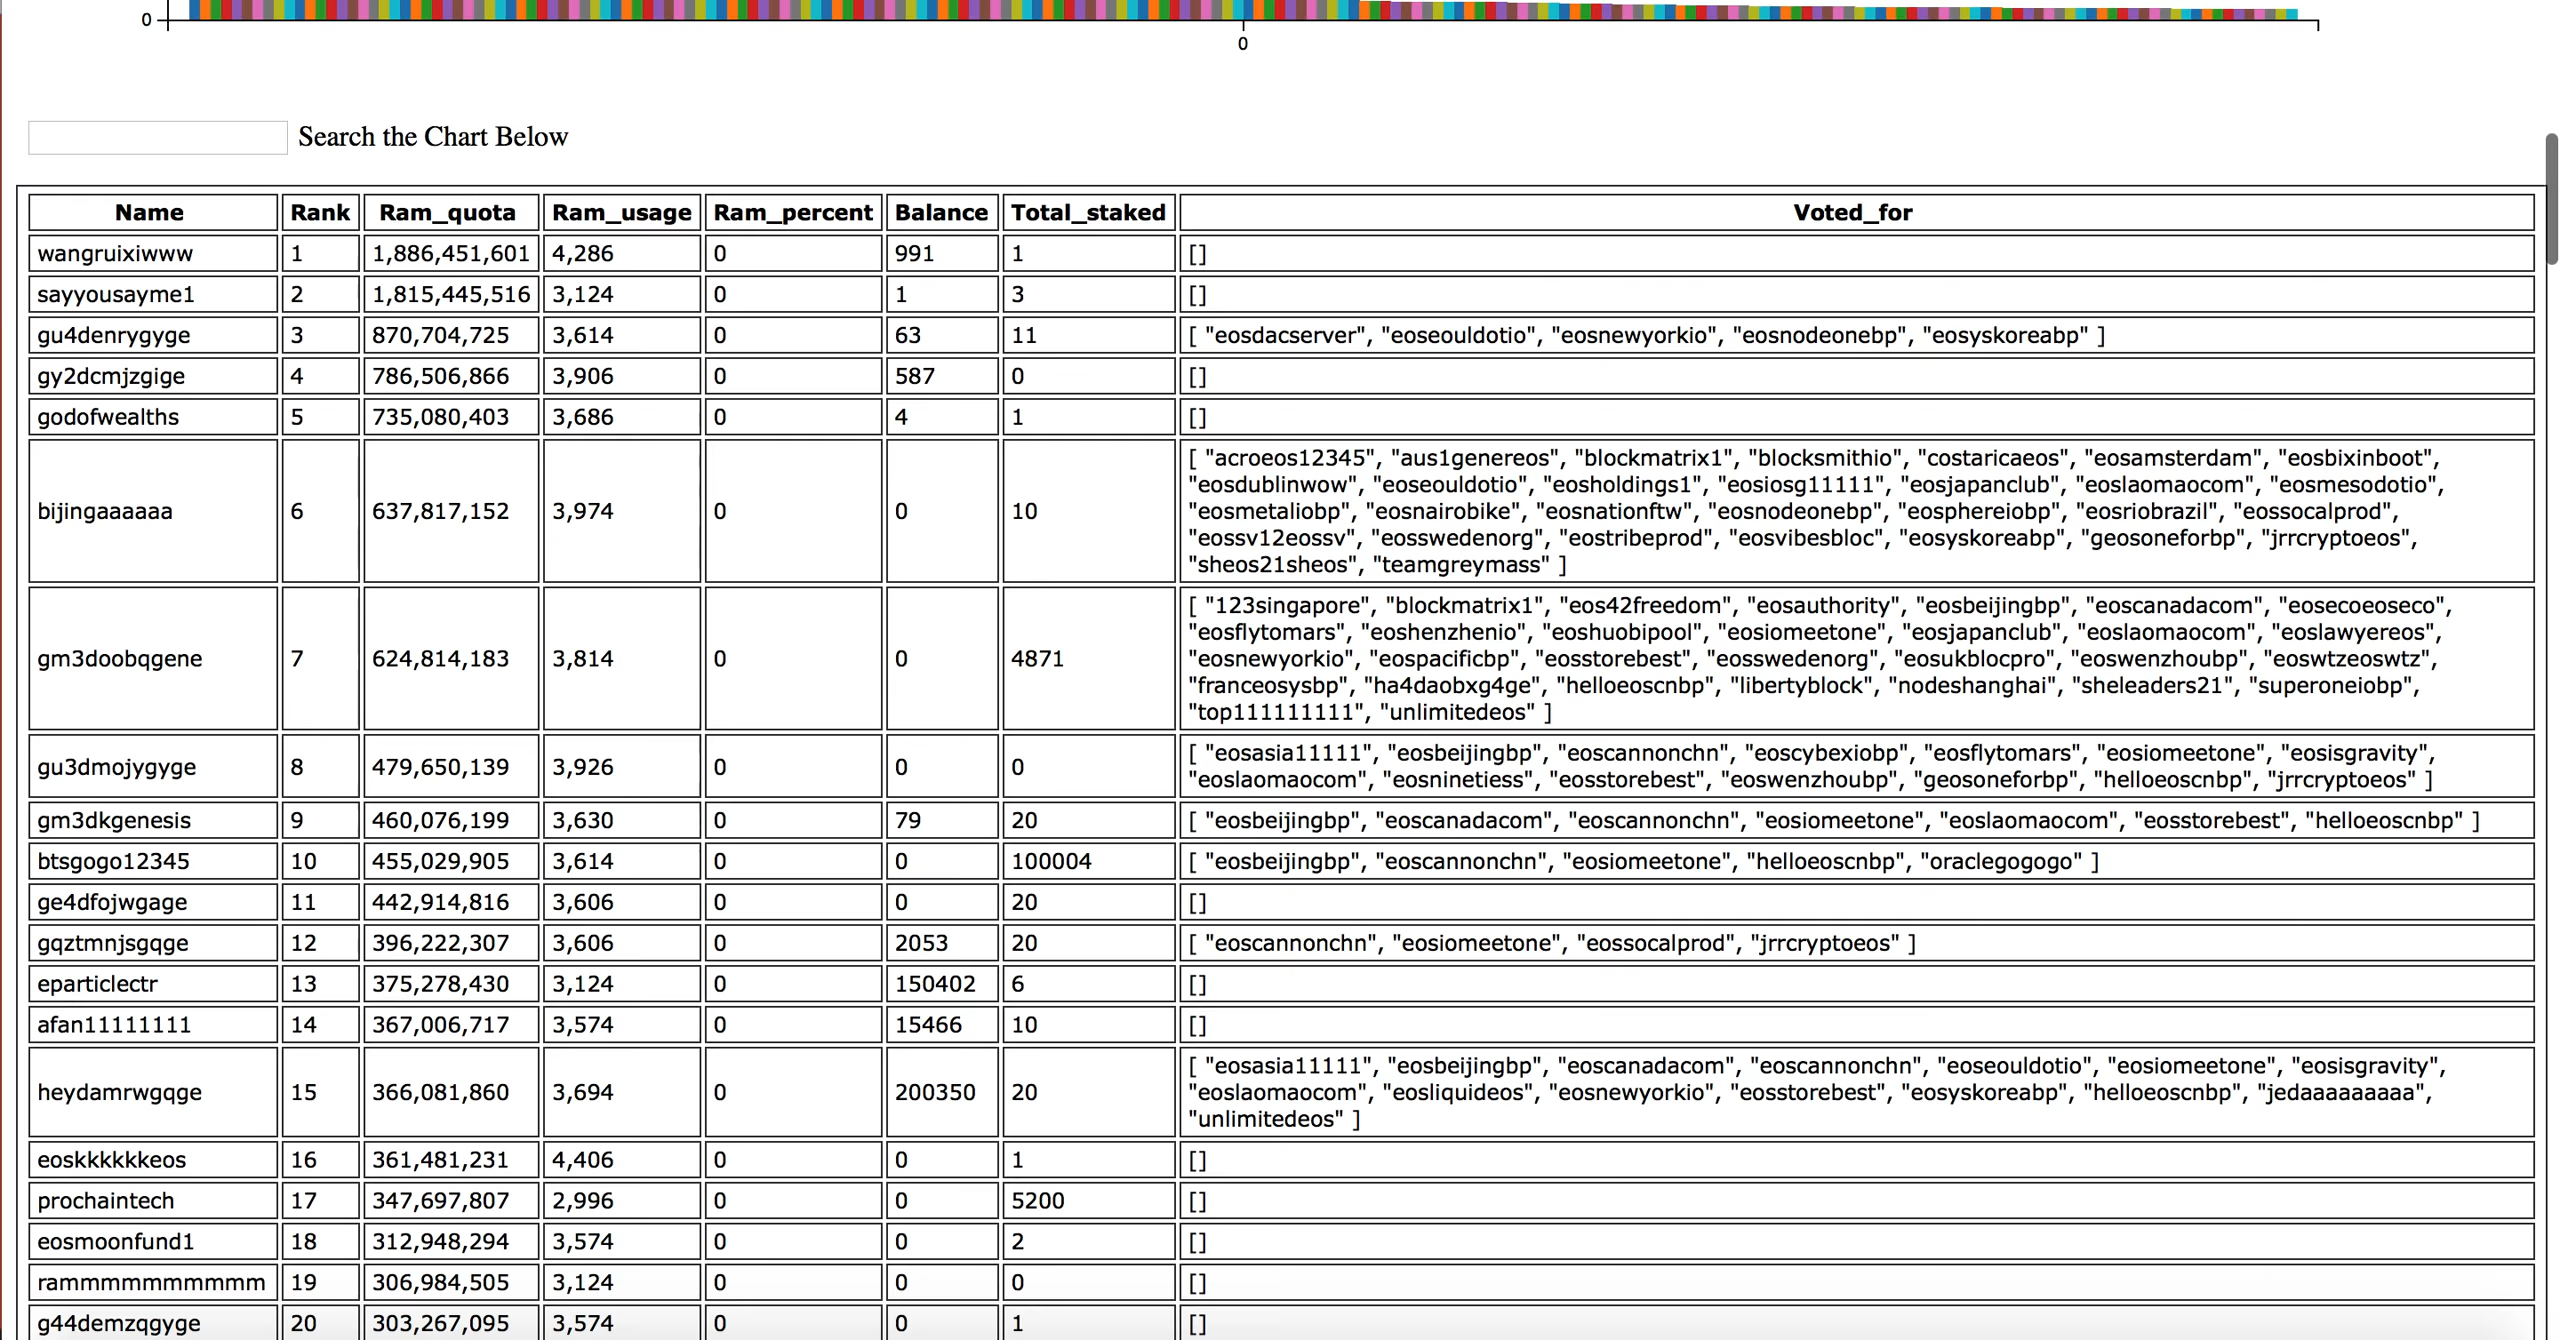 0
0
Search the Chart Below
Name Rank Ram_quota Ram_usage Ram_percent Balance Total_staked Voted_for
wangruixiwww 1 1,886,451,601 4,286 0 991 1 []
sayyousayme1 2 1,815,445,516 3,124 0 1 3 []
gu4denrygyge 3 870,704,725 3,614 0 63 11 [ "eosdacserver", "eoseouldotio", "eosnewyorkio", "eosnodeonebp", "eosyskoreabp" ]
gy2dcmjzgige 4 786,506,866 3,906 0 587 0 []
godofwealths 5 735,080,403 3,686 0 4 1 []
bijingaaaaaa 6 637,817,152 3,974 0 0 10 [ "acroeos12345", "aus1genereos", "blockmatrix1", "blocksmithio", "costaricaeos", "eosamsterdam", "eosbixinboot",
"eosdublinwow", "eoseouldotio", "eosholdings1", "eosiosg11111", "eosjapanclub", "eoslaomaocom", "eosmesodotio",
"eosmetaliobp", "eosnairobike", "eosnationftw", "eosnodeonebp", "eosphereiobp", "eosriobrazil", "eossocalprod",
"eossv12eossv", "eosswedenorg", "eostribeprod", "eosvibesbloc", "eosyskoreabp", "geosoneforbp", "jrrcryptoeos",
"sheos21sheos", "teamgreymass" ]
gm3doobqgene 7 624,814,183 3,814 0 0 4871 [ "123singapore", "blockmatrix1", "eos42freedom", "eosauthority", "eosbeijingbp", "eoscanadacom", "eosecoeoseco",
"eosflytomars", "eoshenzhenio", "eoshuobipool", "eosiomeetone", "eosjapanclub", "eoslaomaocom", "eoslawyereos",
"eosnewyorkio", "eospacificbp", "eosstorebest", "eosswedenorg", "eosukblocpro", "eoswenzhoubp", "eoswtzeoswtz",
"franceosysbp", "ha4daobxg4ge", "helloeoscnbp", "libertyblock", "nodeshanghai", "sheleaders21", "superoneiobp",
"top111111111", "unlimitedeos" ]
gu3dmojygyge 8 479,650,139 3,926 0 0 0 [ "eosasia11111", "eosbeijingbp", "eoscannonchn", "eoscybexiobp", "eosflytomars", "eosiomeetone", "eosisgravity",
"eoslaomaocom", "eosninetiess", "eosstorebest", "eoswenzhoubp", "geosoneforbp", "helloeoscnbp", "jrrcryptoeos" ]
gm3dkgenesis 9 460,076,199 3,630 0 79 20 [ "eosbeijingbp", "eoscanadacom", "eoscannonchn", "eosiomeetone", "eoslaomaocom", "eosstorebest", "helloeoscnbp" ]
btsgogo12345 10 455,029,905 3,614 0 0 100004 [ "eosbeijingbp", "eoscannonchn", "eosiomeetone", "helloeoscnbp", "oraclegogogo" ]
ge4dfojwgage 11 442,914,816 3,606 0 0 20 []
gqztmnjsgqge 12 396,222,307 3,606 0 2053 20 [ "eoscannonchn", "eosiomeetone", "eossocalprod", "jrrcryptoeos" ]
eparticlectr 13 375,278,430 3,124 0 150402 6 []
afan11111111 14 367,006,717 3,574 0 15466 10 []
heydamrwgqge 15 366,081,860 3,694 0 200350 20 [ "eosasia11111", "eosbeijingbp", "eoscanadacom", "eoscannonchn", "eoseouldotio", "eosiomeetone", "eosisgravity",
"eoslaomaocom", "eosliquideos", "eosnewyorkio", "eosstorebest", "eosyskoreabp", "helloeoscnbp", "jedaaaaaaaaa",
"unlimitedeos" ]
eoskkkkkkeos 16 361,481,231 4,406 0 0 1 []
prochaintech 17 347,697,807 2,996 0 0 5200 []
eosmoonfund1 18 312,948,294 3,574 0 0 2 []
rammmmmmmmmm 19 306,984,505 3,124 0 0 0 []
g44demzqgyge 20 303,267,095 3,574 0 0 1 []